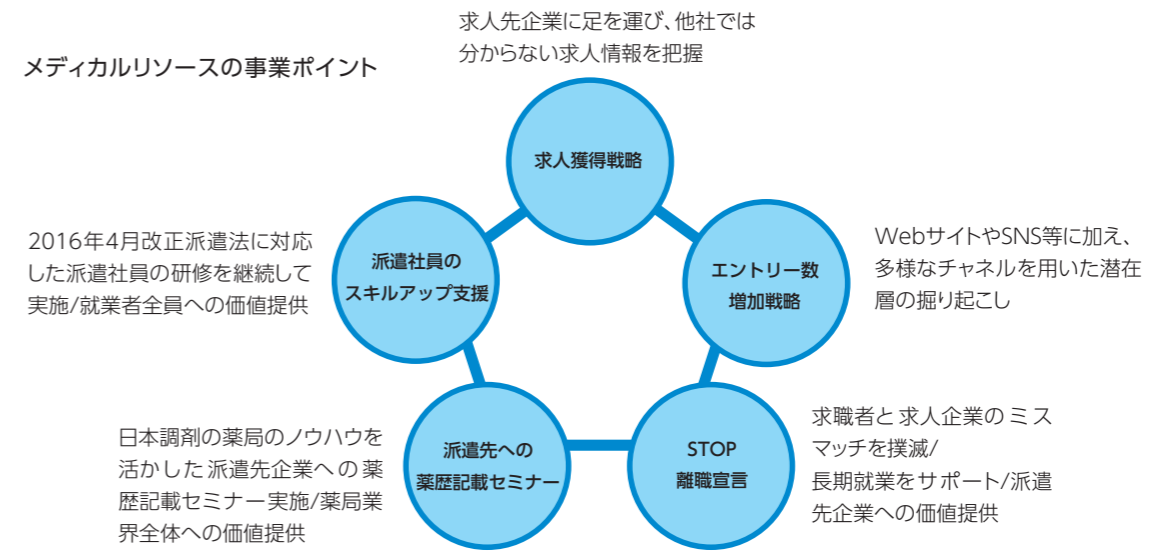 メディカルリソースの事業ポイント
求人先企業に足を運び、他社では
分からない求人情報を把握
求人獲得戦略
エントリー数
増加戦略
WebサイトやSNS等に加え、
多様なチャネルを用いた潜在
層の掘り起こし
STOP
離職宣言
求職者と求人企業のミス
マッチを撲滅/
長期就業をサポート/派遣
先企業への価値提供
派遣先への
薬歴記載セミナー
日本調剤の薬局のノウハウを
活かした派遣先企業への薬
歴記載セミナー実施/薬局業
界全体への価値提供
派遣社員の
スキルアップ支援
2016年4月改正派遣法に対応
した派遣社員の研修を継続して
実施/就業者全員への価値提供